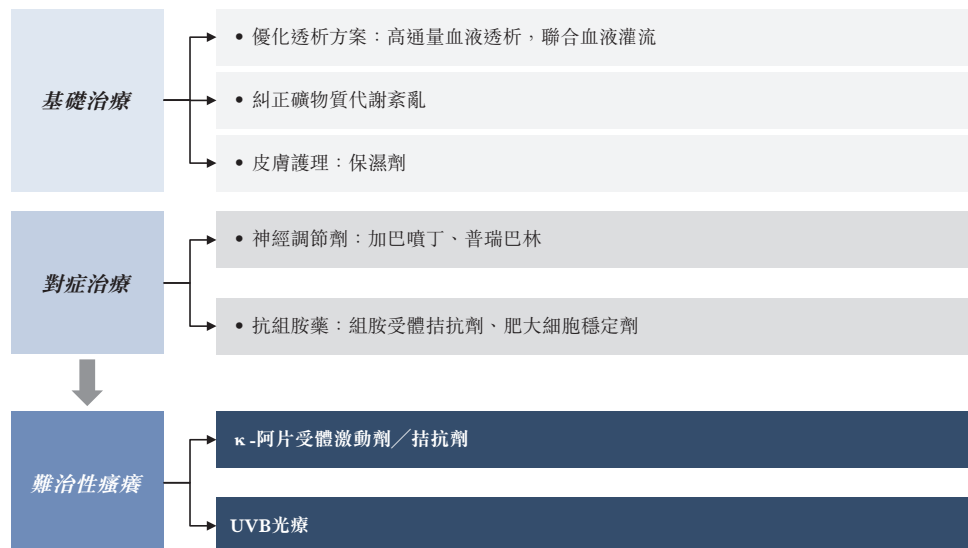 基礎治療
• 優化透析方案：高通量血液透析，聯合血液灌流
• 糾正礦物質代謝紊亂
• 皮膚護理：保濕劑
對症治療
• 神經調節劑：加巴噴丁、普瑞巴林
• 抗組胺藥：組胺受體拮抗劑、肥大細胞穩定劑
難治性瘙癢
κ-阿片受體激動劑／拮抗劑
UVB光療